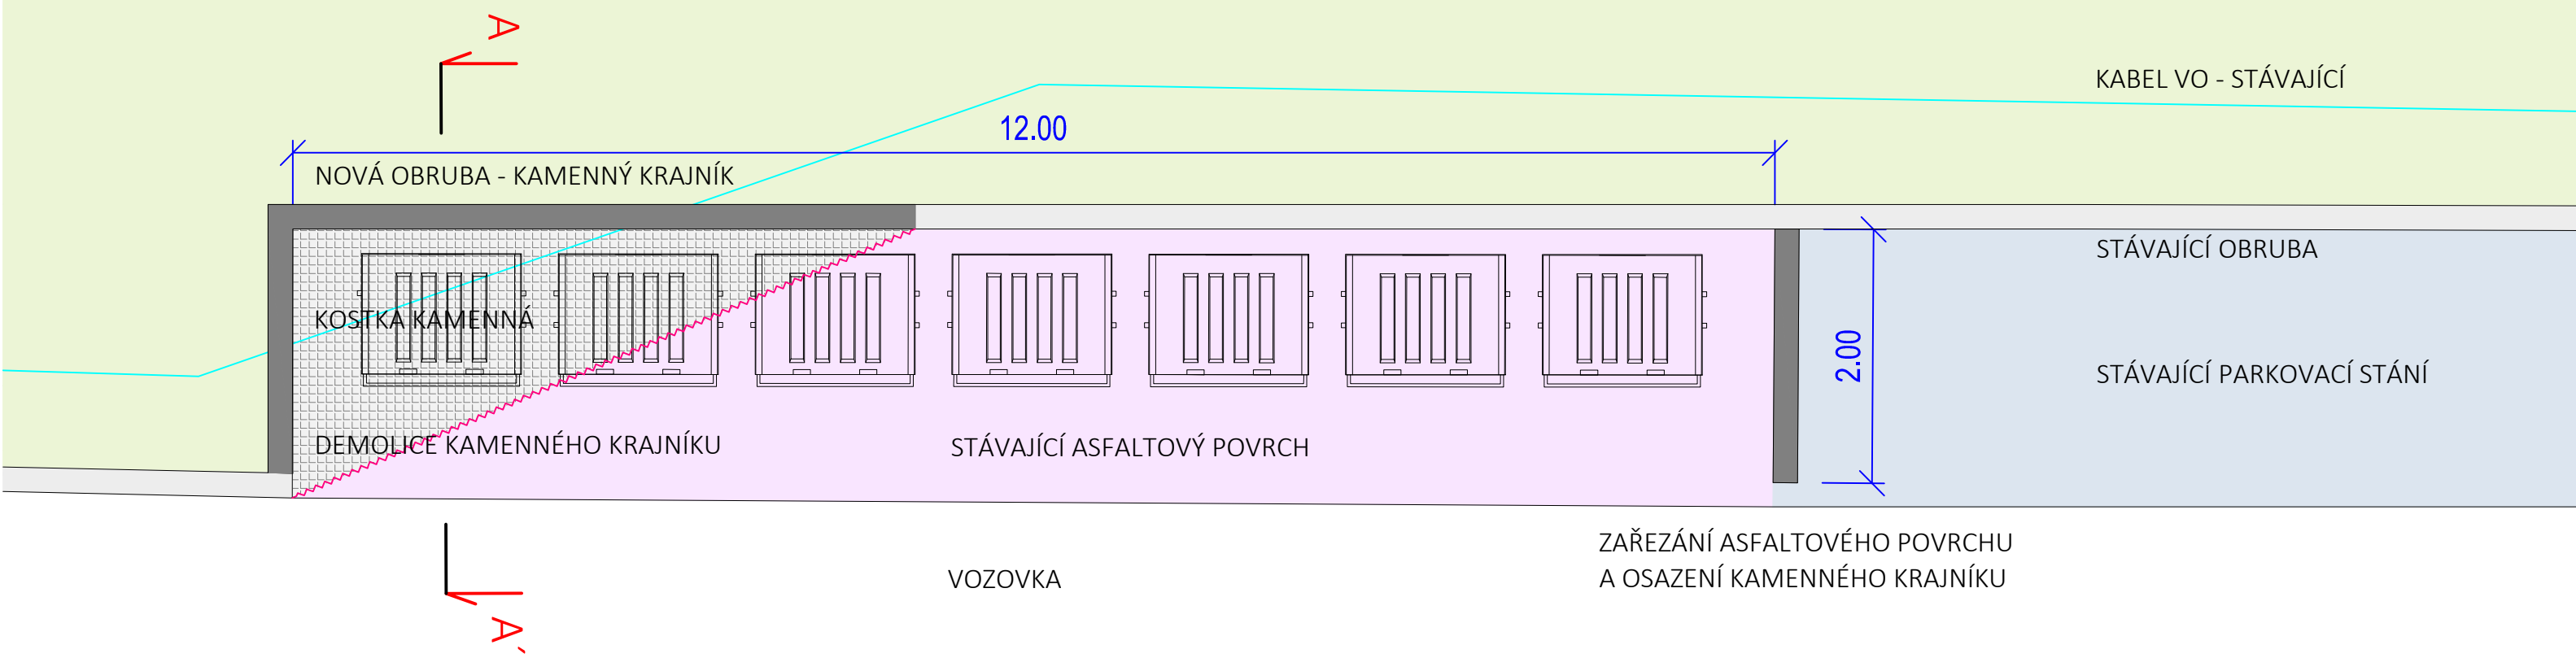 A
KABEL VO - STÁVAJÍCÍ
12.00
NOVÁ OBRUBA - KAMENNÝ KRAJNÍK
STÁVAJÍCÍ OBRUBA
KOSTKA KAMENNÁ
2.00
STÁVAJÍCÍ PARKOVACÍ STÁNÍ
DEMOLICE KAMENNÉHO KRAJNÍKU
STÁVAJÍCÍ ASFALTOVÝ POVRCH
ZAŘEZÁNÍ ASFALTOVÉHO POVRCHU
A OSAZENÍ KAMENNÉHO KRAJNÍKU
VOZOVKA
A´